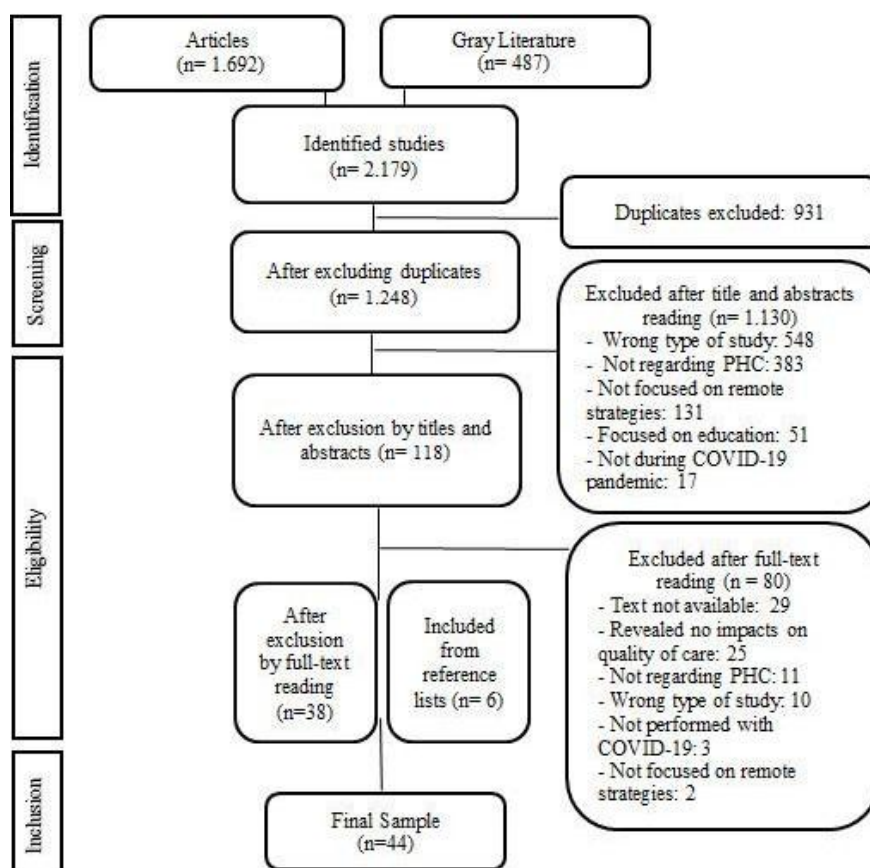 Identification
Articles
(n= 1.692)
Gray Literature
(n= 487)
Identified studies
(n= 2.179)
Duplicates excluded: 931
Screening
After excluding duplicates
(n= 1.248)
Excluded after title and abstracts
reading (n= 1.130)
- Wrong type of study: 548
- Not regarding PHC: 383
- Not focused on remote
strategies: 131
- Focused on education: 51
- Not during COVID-19
pandemic: 17
Eligibility
After exclusion by titles and
abstracts (n= 118)
Excluded after full-text
reading (n = 80)
- Text not available: 29
- Revealed no impacts on
quality of care: 25
- Not regarding PHC: 11
- Wrong type of study: 10
- Not performed with
COVID-19: 3
- Not focused on remote
strategies: 2
After
exclusion
by full-text
reading
(n=38)
Included
from
reference
lists (n= 6)
Inclusion
Final Sample
(n=44)